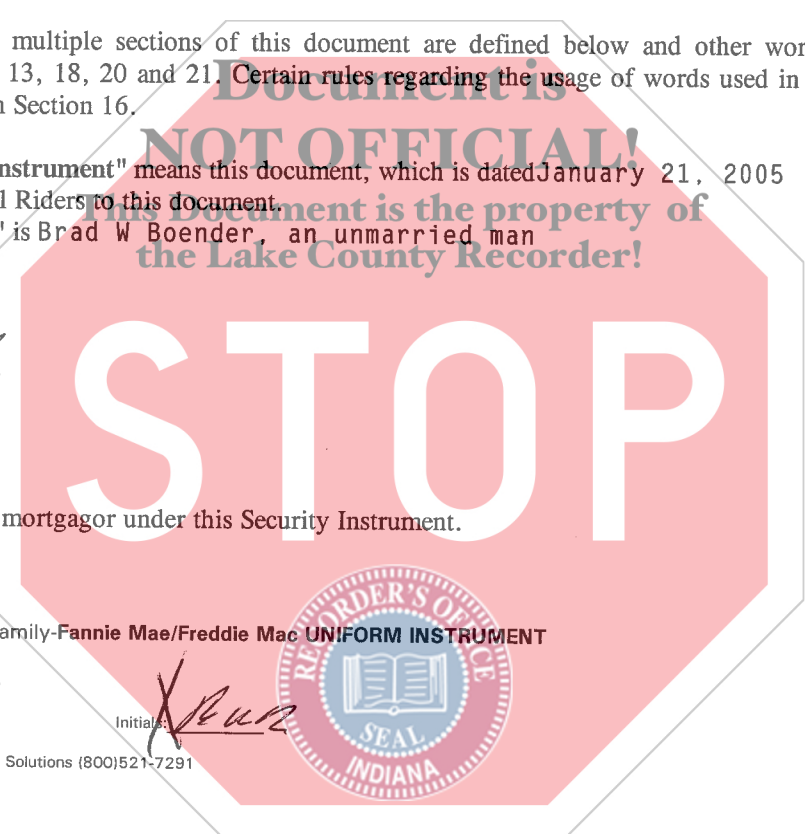 multiple sections of this document are defined below and other wor
13, 18, 20 and 21. Certain rules regarding the usage of words used in
Section 16.
Document is
NOT OFFICIAL!
nstrument" means this document, which is dated January 21, 2005
l Riders to this document.
This Document is the property of
" is Brad W Boender, an unmarried man
the Lake County Recorder!
STOP
mortgagor under this Security Instrument.
amily-Fannie Mae/Freddie Mac UNIFORM INSTRUMENT
RECORDER'S OFFICE
SEAL
INDIANA
Initials:
Solutions (800)521-7291